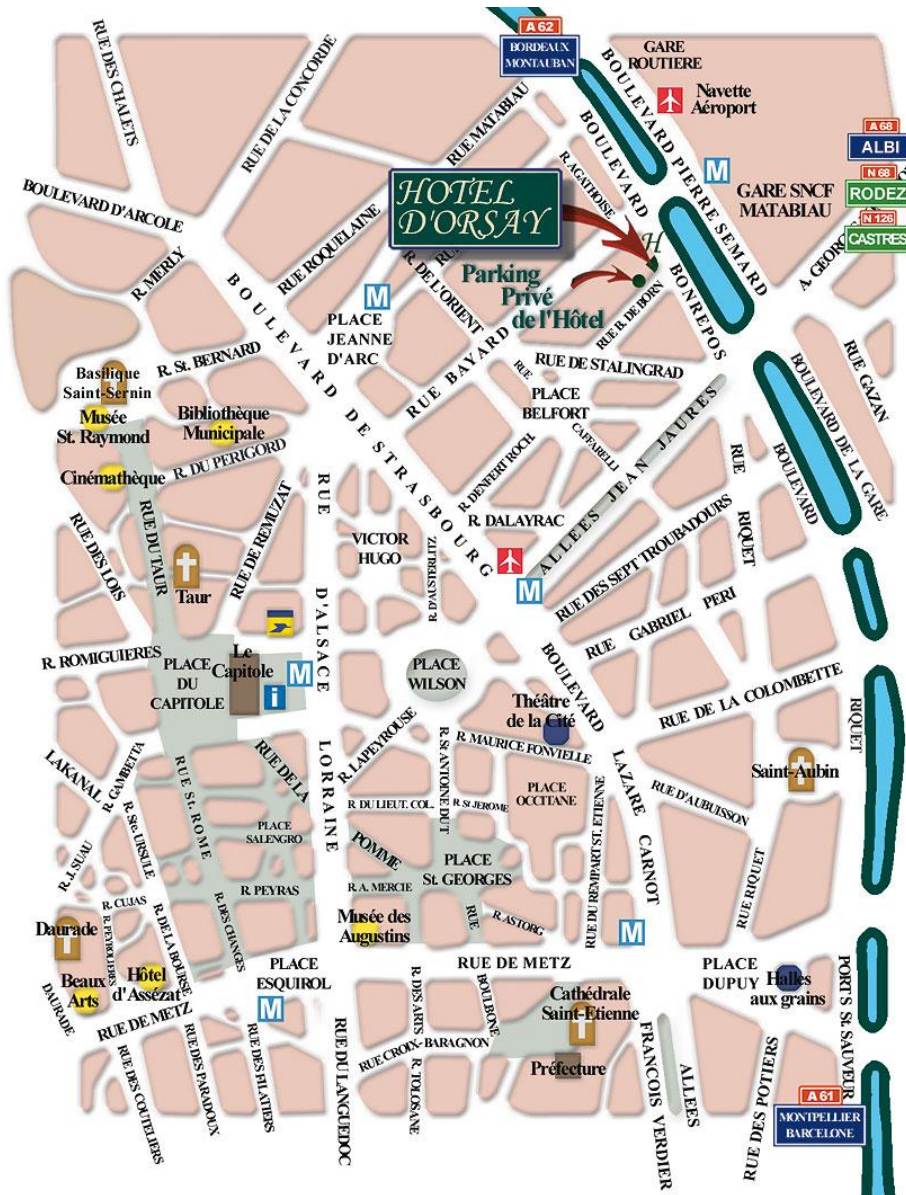 A 62
BORDEAUX
MONTAUBAN
GARE
ROUTIERE
Navette
Aéroport
BOULEVARD PIERRE SEMARD
A 68
ALBI
N 68
RODEZ
N 126
CASTRES
M
GARE SNCF
MATABIAU
RUE DES CHALETS
RUE DE LA CONCORDE
RUE MATABIAU
R. AGATHOISE
BOULEVARD
BONREPOS
HOTEL
D'ORSAY
H
Parking
Privé
de l'Hôtel
BOULEVARD D'ARCOLE
RUE ROQUELAINE
R. DE L'ORIENT
R. MERLY
M
PLACE
JEANNE
D'ARC
RUE B. DE BORN
A. GEORG
BOULEVARD DE STRASBOURG
R. St. BERNARD
RUE BAYARD
RUE DE STALINGRAD
RUE
CAFFARELLI
PLACE
BELFORT
ALLEES JEAN JAURES
BOULEVARD DE LA GARE
RUE GAZAN
BOULEVARD
RIQUET
Basilique
Saint-Sernin
Musée
St. Raymond
Bibliothèque
Municipale
Cinémathèque
R. DU PERIGORD
R. DENFERT ROCH.
R. DALAYRAC
RUE
RIQUET
RUE DES LOIS
RUE DU TAUR
RUE DE REMUZAT
RUE
D'ALSACE
LORRAINE
VICTOR
HUGO
R. D'AUSTERLITZ
M
RUE DES SEPT TROUBADOURS
Taur
RUE GABRIEL PERI
R. ROMIGUIERES
PLACE
DU
CAPITOLE
Le
Capitole
M
i
PLACE
WILSON
BOULEVARD
LAZARE
CARNOT
RUE DE LA COLOMBETTE
Théâtre
de la Cité
R. MAURICE FONVIELLE
R. LAPEYROUSE
R. St. ANTOINE DU T.
Saint-Aubin
LAKANAL
R. GAMBETTA
RUE St. ROME
RUE DE LA
POMME
R. DU LIEUT. COL.
R. St JEROME
PLACE
OCCITANE
RUE D'AUBUISSON
R. J. SUAU
R. Ste. URSULE
PLACE
SALENGRO
PLACE
St. GEORGES
RUE DU REMPART ST. ETIENNE
RUE RIQUET
R. CUJAS
R. PEYROLIERES
R. DE LA BOURSE
R. DES CHANGES
R. PEYRAS
R. A. MERCIE
Musée des
Augustins
RUE
R. ASTORG
M
Daurade
Beaux
Arts
DAURADE
Hôtel
d'Assézat
PLACE
ESQUIROL
M
RUE DE METZ
RUE DE METZ
PLACE
DUPUY
Halles
aux grains
PORT St. SAUVEUR
R. DES ARTS
BOULBONE
Cathédrale
Saint-Etienne
Préfecture
RUE CROIX-BARAGNON
R. TOLOSANE
RUE DES COUTELIERS
RUE DES PARADOUX
RUE DES FILATIERS
RUE DU LANGUEDOC
FRANCOIS VERDIER
ALLEES
RUE DES POTIERS
A 61
MONTPELLIER
BARCELONE